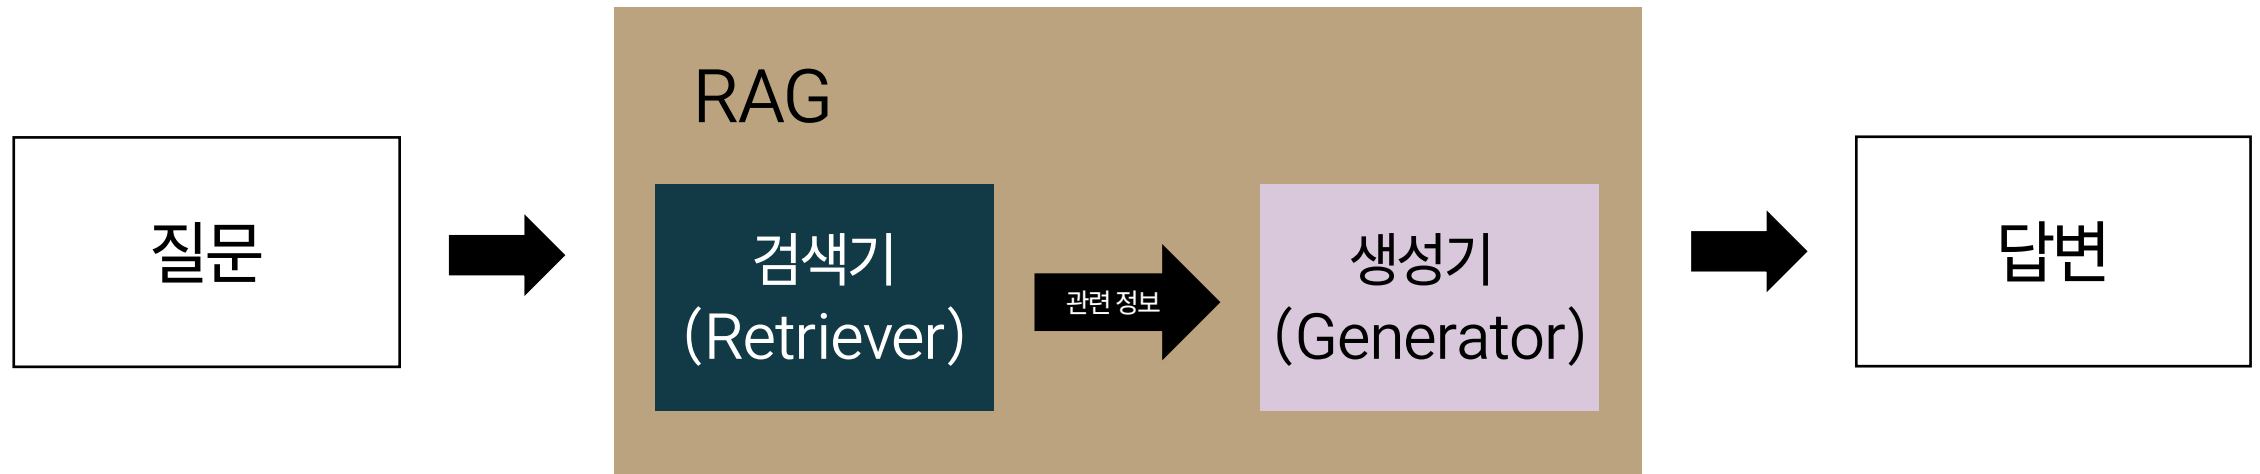 질문
RAG
검색기
(Retriever)
관련 정보
생성기
(Generator)
답변